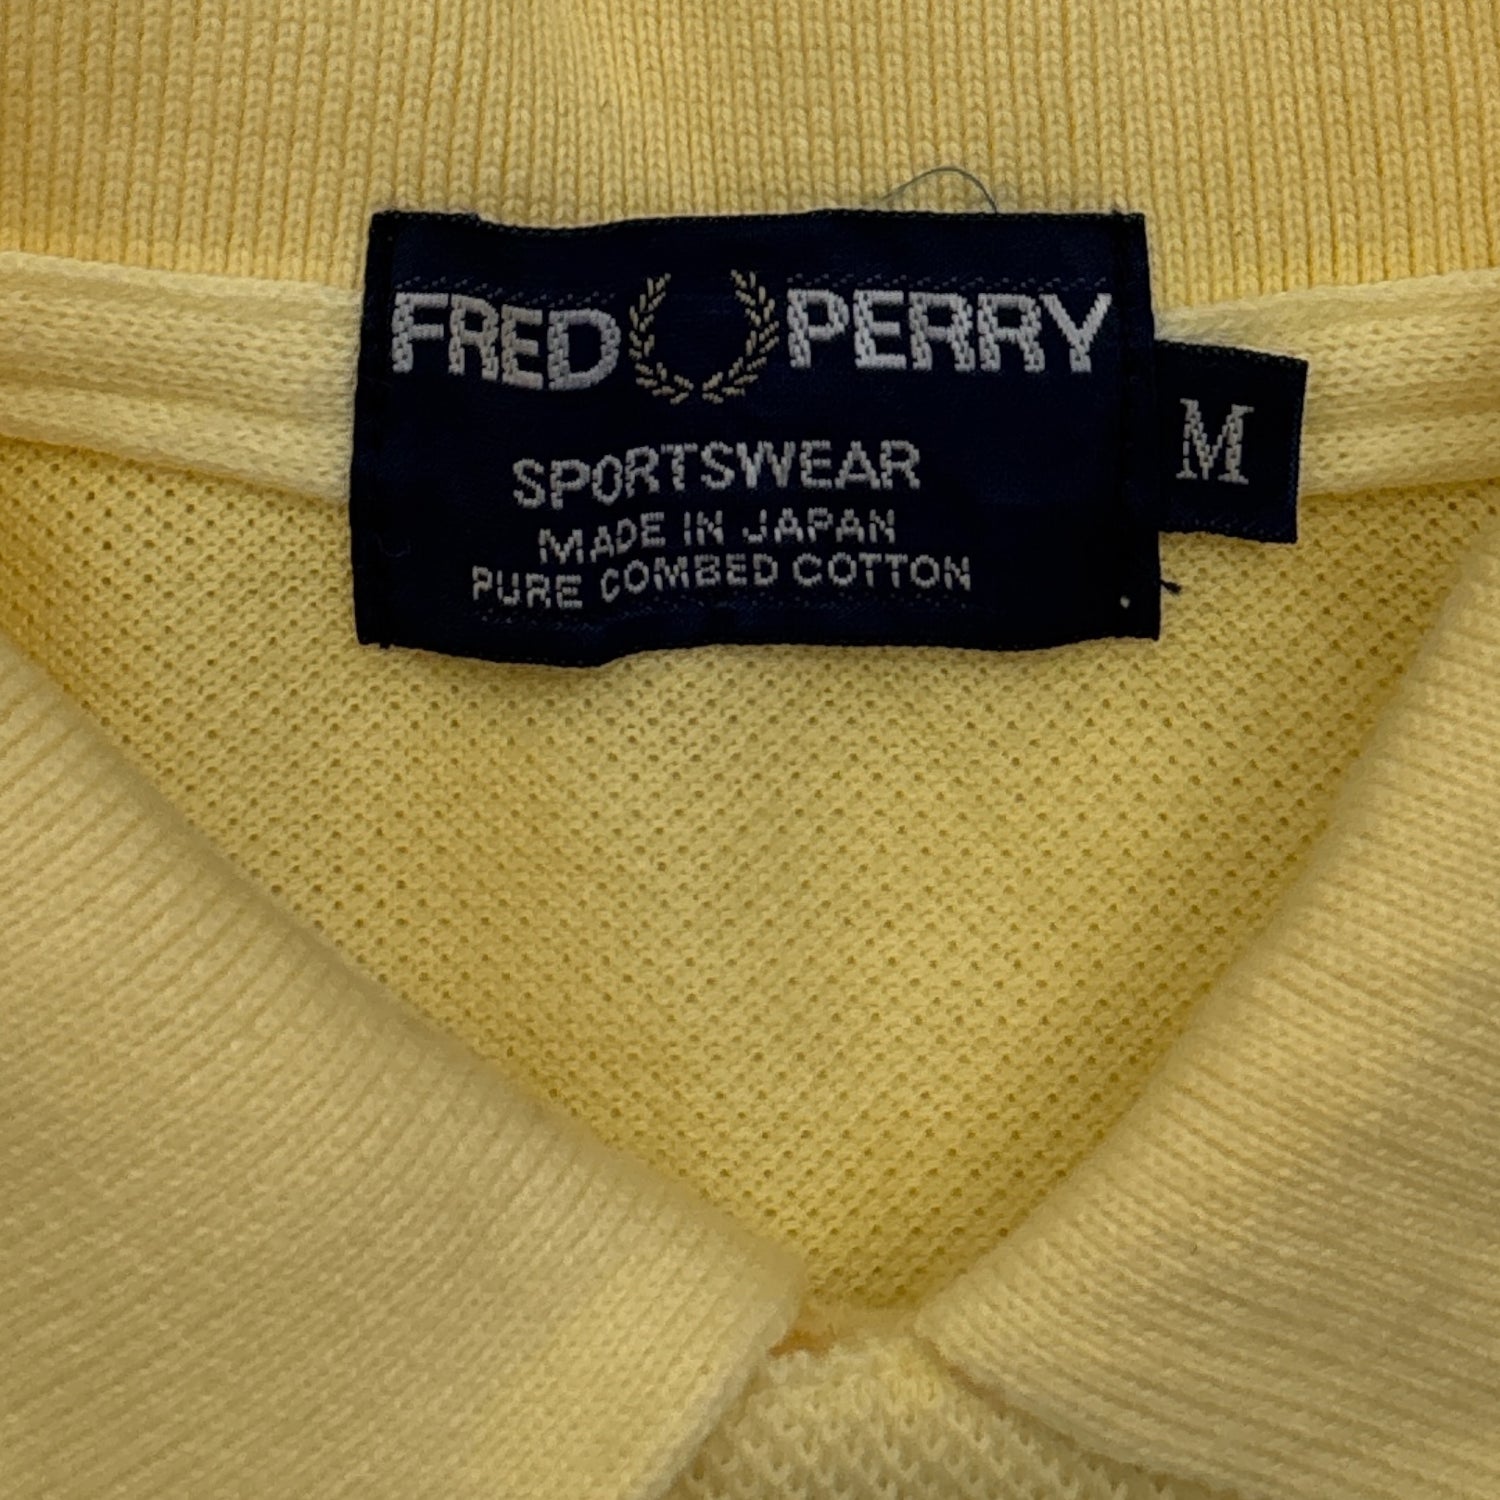 FRED PERRY
SPORTSWEAR
MADE IN JAPAN
PURE COMBED COTTON
M